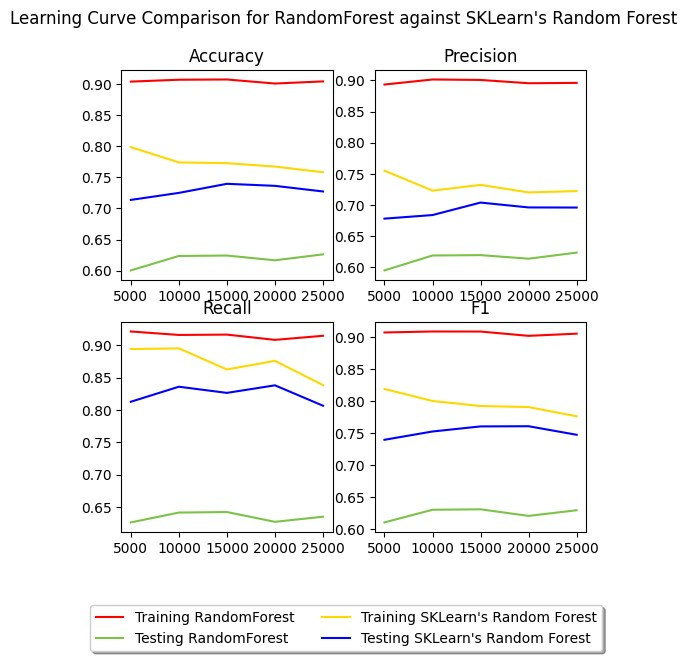 Learning Curve Comparison for RandomForest against SKLearn's Random Forest
Accuracy
0.90
0.85
0.80
0.75
0.70
0.65
0.60
5000 10000 15000 20000 25000
Precision
0.90
0.85
0.80
0.75
0.70
0.65
0.60
5000 10000 15000 20000 25000
Recall
0.90
0.85
0.80
0.75
0.70
0.65
5000 10000 15000 20000 25000
F1
0.90
0.85
0.80
0.75
0.70
0.65
0.60
5000 10000 15000 20000 25000
Training RandomForest
Testing RandomForest
Training SKLearn's Random Forest
Testing SKLearn's Random Forest